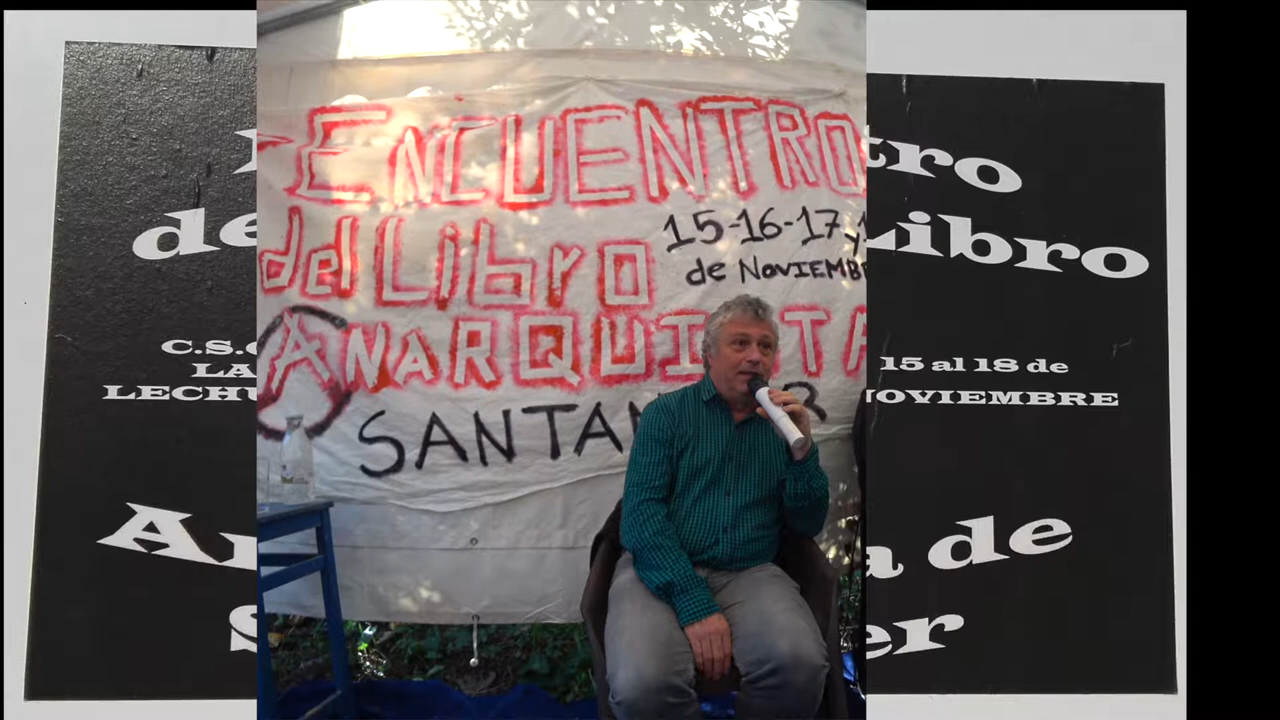 ENCUENTRO
del Libro
15-16-17 y
de NOVIEMB
ANARQUISTA
SANTAN
de
C.S.
LA
LECHU
tro
Libro
15 al 18 de
NOVIEMBRE
a de
er